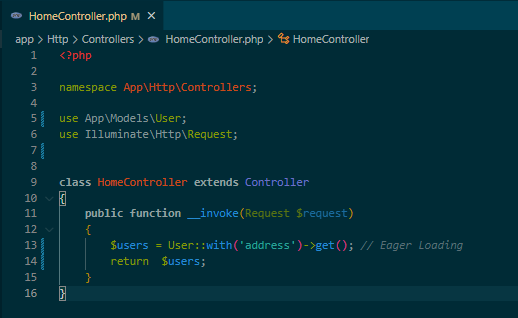 HomeController.php M ×
app > Http > Controllers > HomeController.php > HomeController
1 <?php
2
3 namespace App\Http\Controllers;
4
5 use App\Models\User;
6 use Illuminate\Http\Request;
7
8
9 class HomeController extends Controller
10 {
11     public function __invoke(Request $request)
12     {
13         $users = User::with('address')->get(); // Eager Loading
14         return  $users;
15     }
16 }